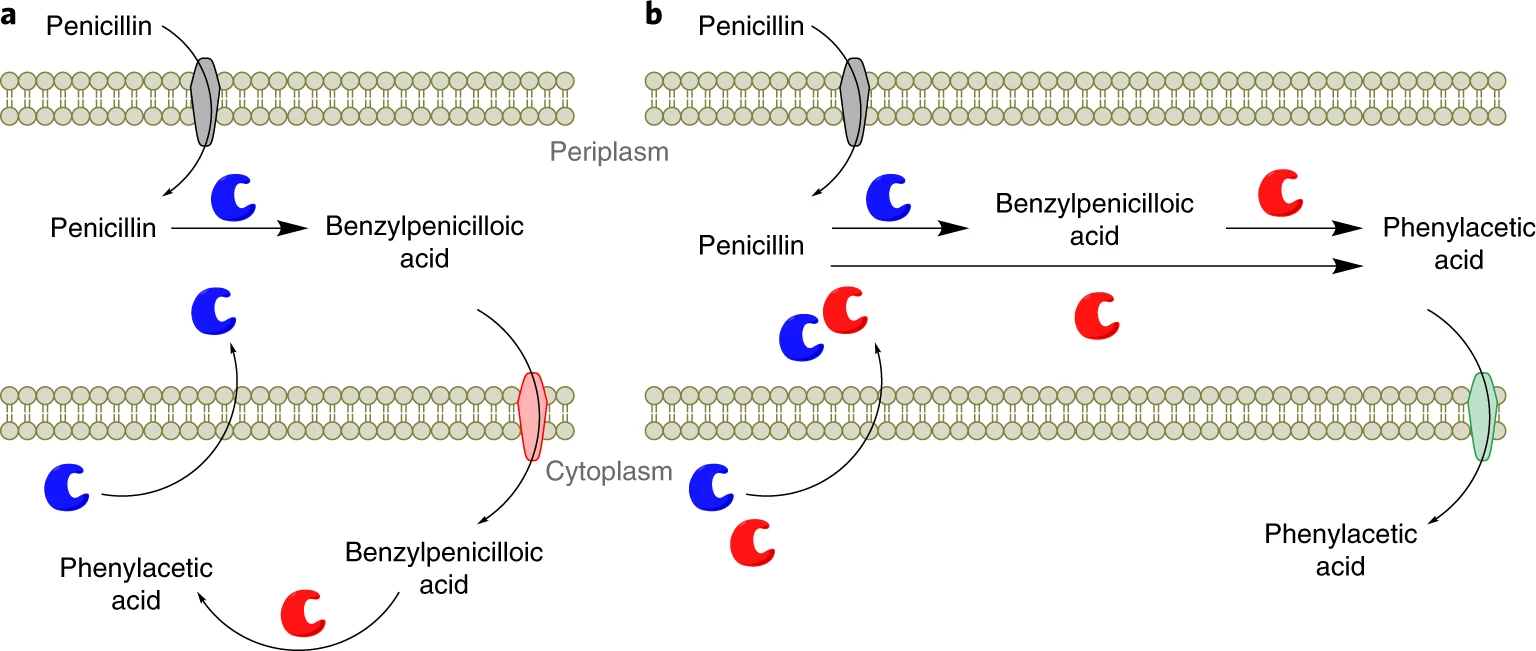 a
Penicillin
Penicillin
Benzylpenicilloic
acid
Benzylpenicilloic
acid
Phenylacetic
acid
Periplasm
Cytoplasm
b
Penicillin
Penicillin
Benzylpenicilloic
acid
Phenylacetic
acid
Phenylacetic
acid